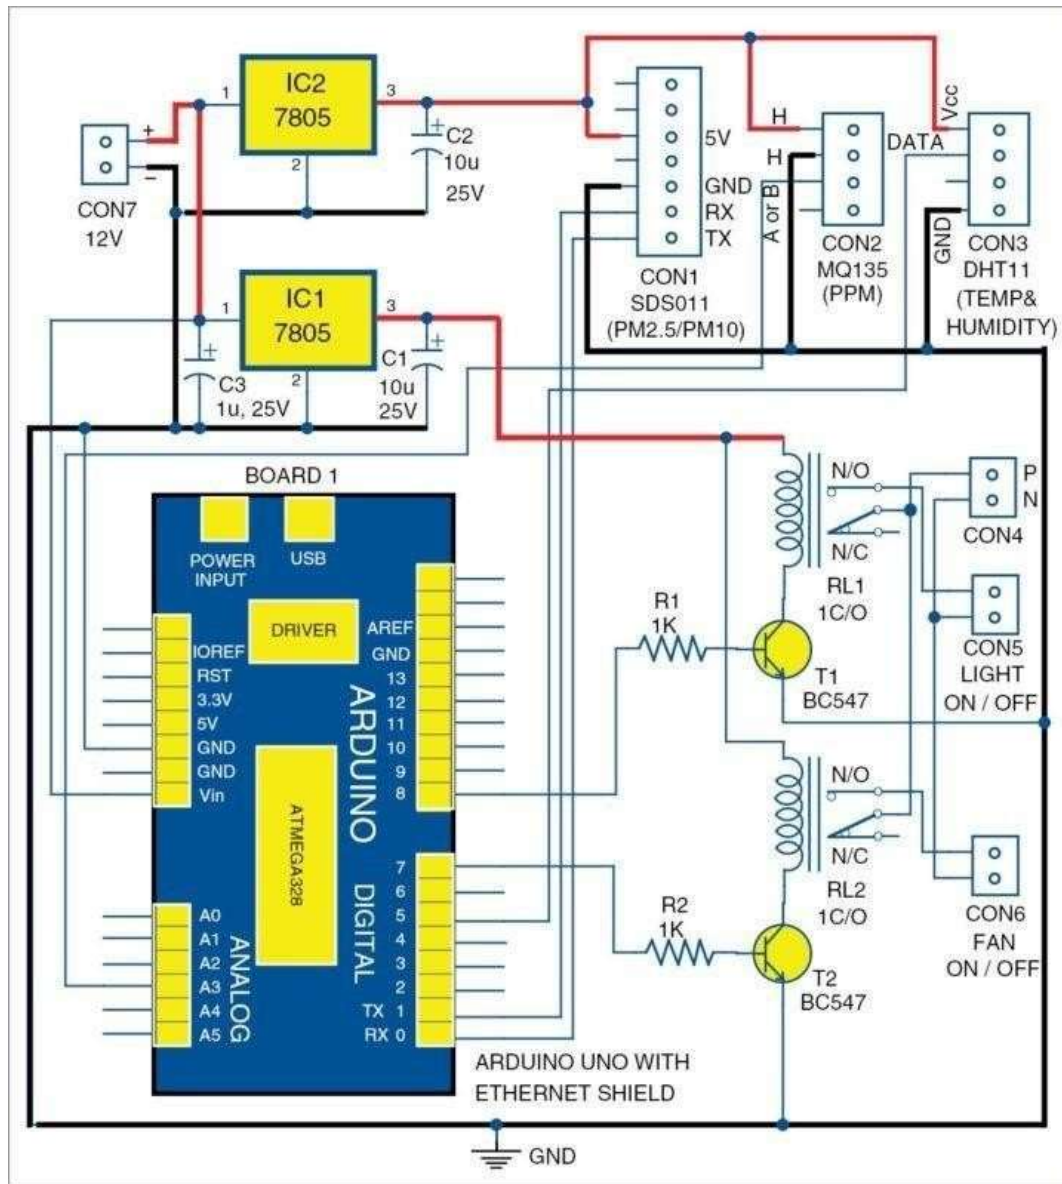 IC2
7805
1
3
2
+
−
CON7
12V
+
C2
10u
25V
5V
GND
RX
TX
CON1
SDS011
(PM2.5/PM10)
H
H
A or B
CON2
MQ135
(PPM)
Vcc
DATA
GND
CON3
DHT11
(TEMP&
HUMIDITY)
IC1
7805
1
3
2
+
C3
1u, 25V
+
C1
10u
25V
BOARD 1
POWER
INPUT
USB
DRIVER
IOREF
RST
3.3V
5V
GND
GND
Vin
AREF
GND
13
12
11
10
9
8
ARDUINO
ATMEGA328
A0
A1
A2
A3
A4
A5
ANALOG
DIGITAL
7
6
5
4
3
2
TX 1
RX 0
ARDUINO UNO WITH
ETHERNET SHIELD
R1
1K
T1
BC547
N/O
N/C
RL1
1C/O
P
N
CON4
CON5
LIGHT
ON / OFF
R2
1K
T2
BC547
N/O
N/C
RL2
1C/O
CON6
FAN
ON / OFF
GND